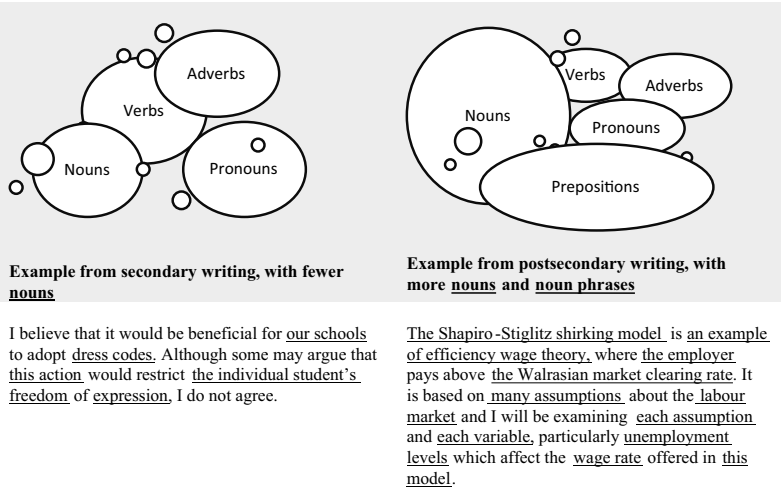 Adverbs
Verbs
Nouns
Pronouns
Verbs
Adverbs
Nouns
Pronouns
Prepositions
Example from secondary writing, with fewer
nouns
I believe that it would be beneficial for our schools
to adopt dress codes. Although some may argue that
this action would restrict the individual student's
freedom of expression, I do not agree.
Example from postsecondary writing, with
more nouns and noun phrases
The Shapiro-Stiglitz shirking model is an example
of efficiency wage theory, where the employer
pays above the Walrasian market clearing rate. It
is based on many assumptions about the labour
market and I will be examining each assumption
and each variable, particularly unemployment
levels which affect the wage rate offered in this
model.